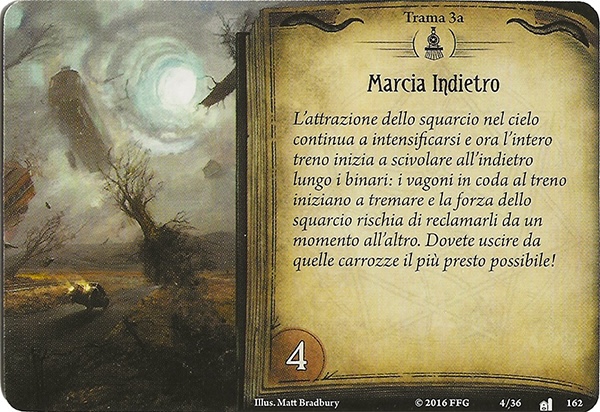 Trama 3a
Marcia Indietro
L'attrazione dello squarcio nel cielo
continua a intensificarsi e ora l'intero
treno inizia a scivolare all'indietro
lungo i binari: i vagoni in coda al treno
iniziano a tremare e la forza dello
squarcio rischia di reclamarli da un
momento all'altro. Dovete uscire da
quelle carrozze il più presto possibile!
4
Illus. Matt Bradbury © 2016 FFG 4/36 162